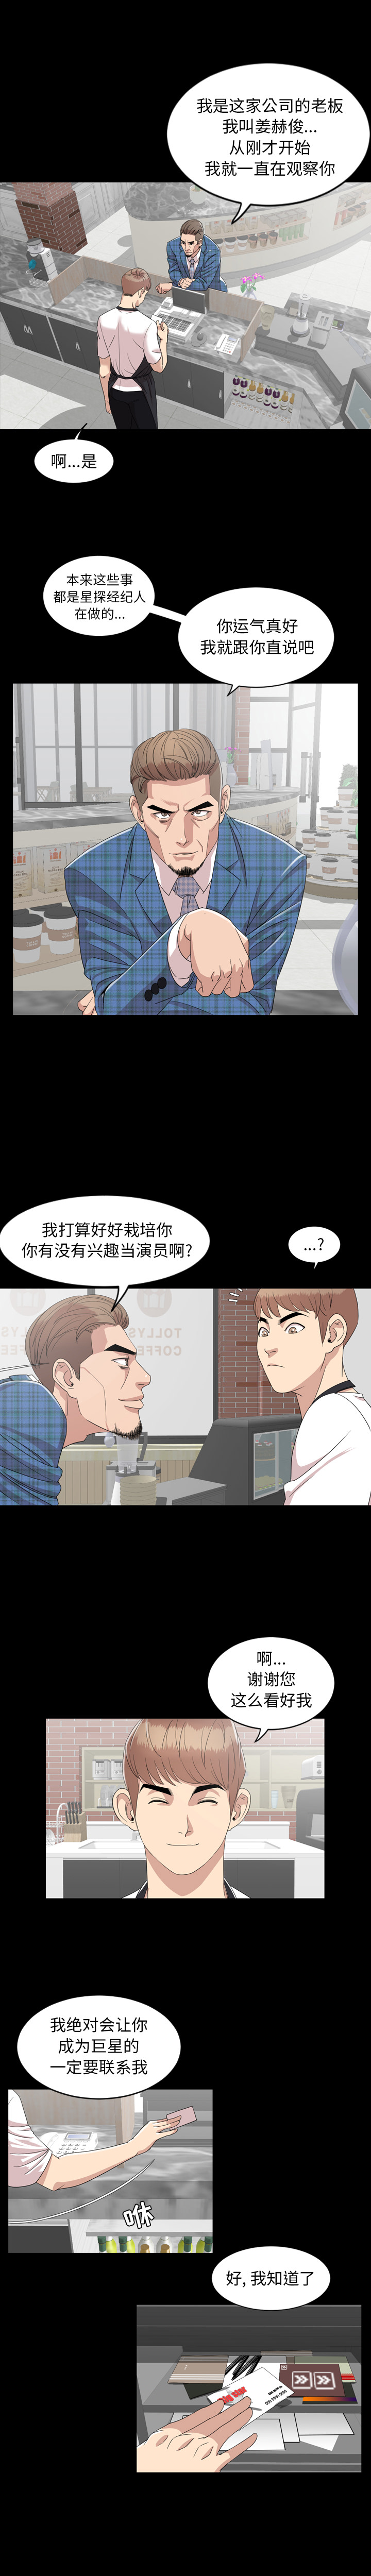 我是这家公司的老板
我叫姜赫俊...
从刚才开始
我就一直在观察你
啊...是
本来这些事
都是星探经纪人
在做的...
你运气真好
我就跟你直说吧
我打算好好栽培你
你有没有兴趣当演员啊?
...?
TOLLYS
COFFEE
啊...
谢谢您
这么看好我
我绝对会让你
成为巨星的
一定要联系我
咻
好, 我知道了